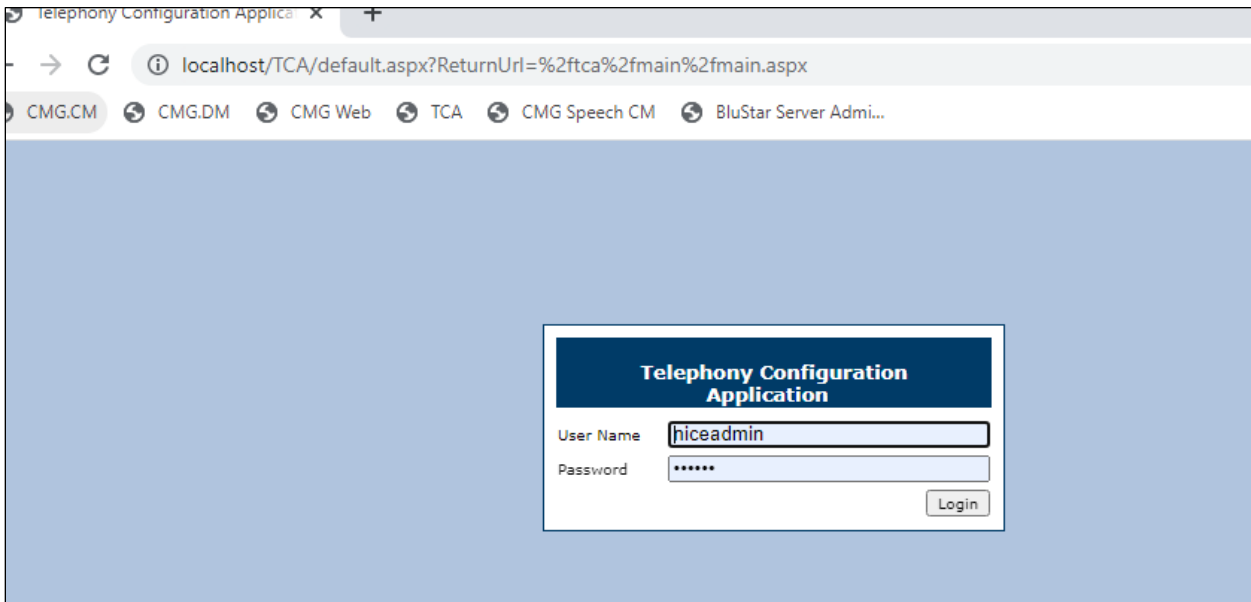 Telephony Configuration Applica
localhost/TCA/default.aspx?ReturnUrl=%2ftca%2fmain%2fmain.aspx
CMG.CM CMG.DM CMG Web TCA CMG Speech CM BluStar Server Admi...
Telephony Configuration
Application
User Name hiceadmin
Password ••••••
Login